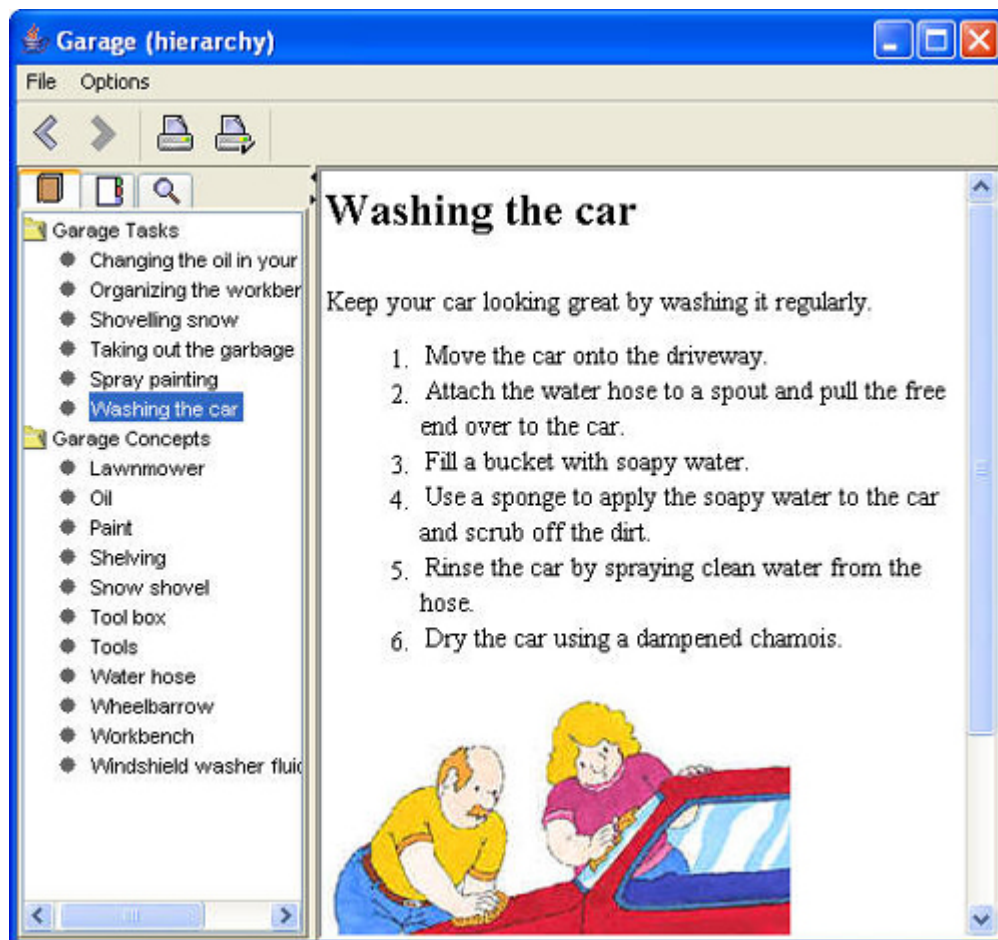 Garage (hierarchy)
File Options
Garage Tasks
Changing the oil in your
Organizing the
Shovelling snow
Taking out the garbage
Spray painting
Washing the car
Garage Concepts
Lawnmower
Oil
Paint
Shelving
Snow shovel
Tool box
Tools
Water hose
Wheelbarrow
Workbench
Windshield washer
Washing the car
Keep your car looking great by washing it regularly.
1. Move the car onto the driveway.
2. Attach the water hose to a spout and pull the free
end over to the car.
3. Fill a bucket with soapy water.
4. Use a sponge to apply the soapy water to the car
and scrub off the dirt.
5. Rinse the car by spraying clean water from the
hose.
6. Dry the car using a dampened chamois.